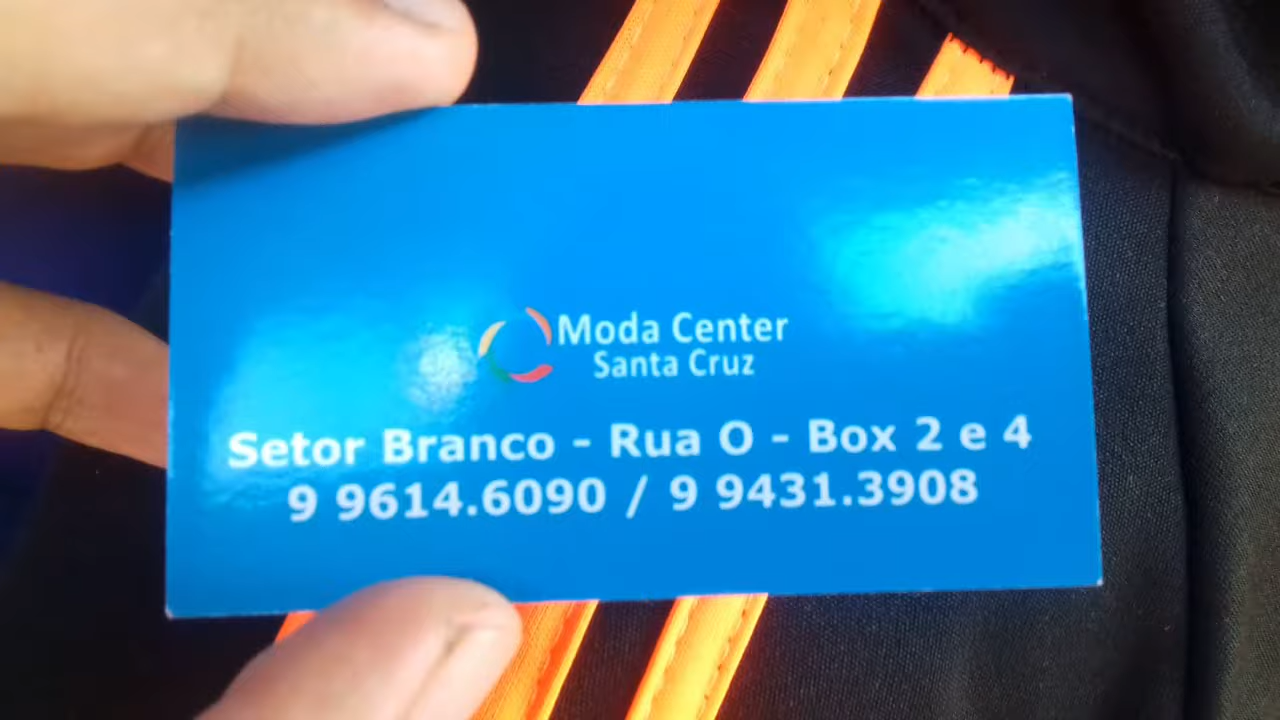 Moda Center
Santa Cruz
Setor Branco - Rua O - Box 2 e 4
9 9614.6090 / 9 9431.3908